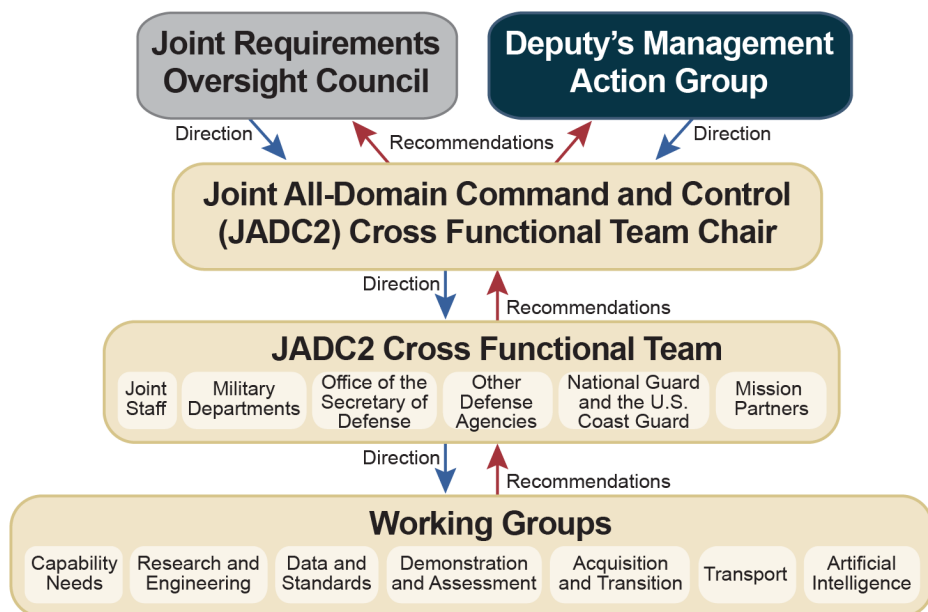 Joint Requirements
Oversight Council
Deputy's Management
Action Group
Direction
Recommendations
Direction
Joint All-Domain Command and Control
(JADC2) Cross Functional Team Chair
Direction
Recommendations
JADC2 Cross Functional Team
Joint
Staff
Military
Departments
Office of the
Secretary of
Defense
Other
Defense
Agencies
National Guard
and the U.S.
Coast Guard
Mission
Partners
Direction
Recommendations
Working Groups
Capability
Needs
Research and
Engineering
Data and
Standards
Demonstration
and Assessment
Acquisition
and Transition
Transport
Artificial
Intelligence